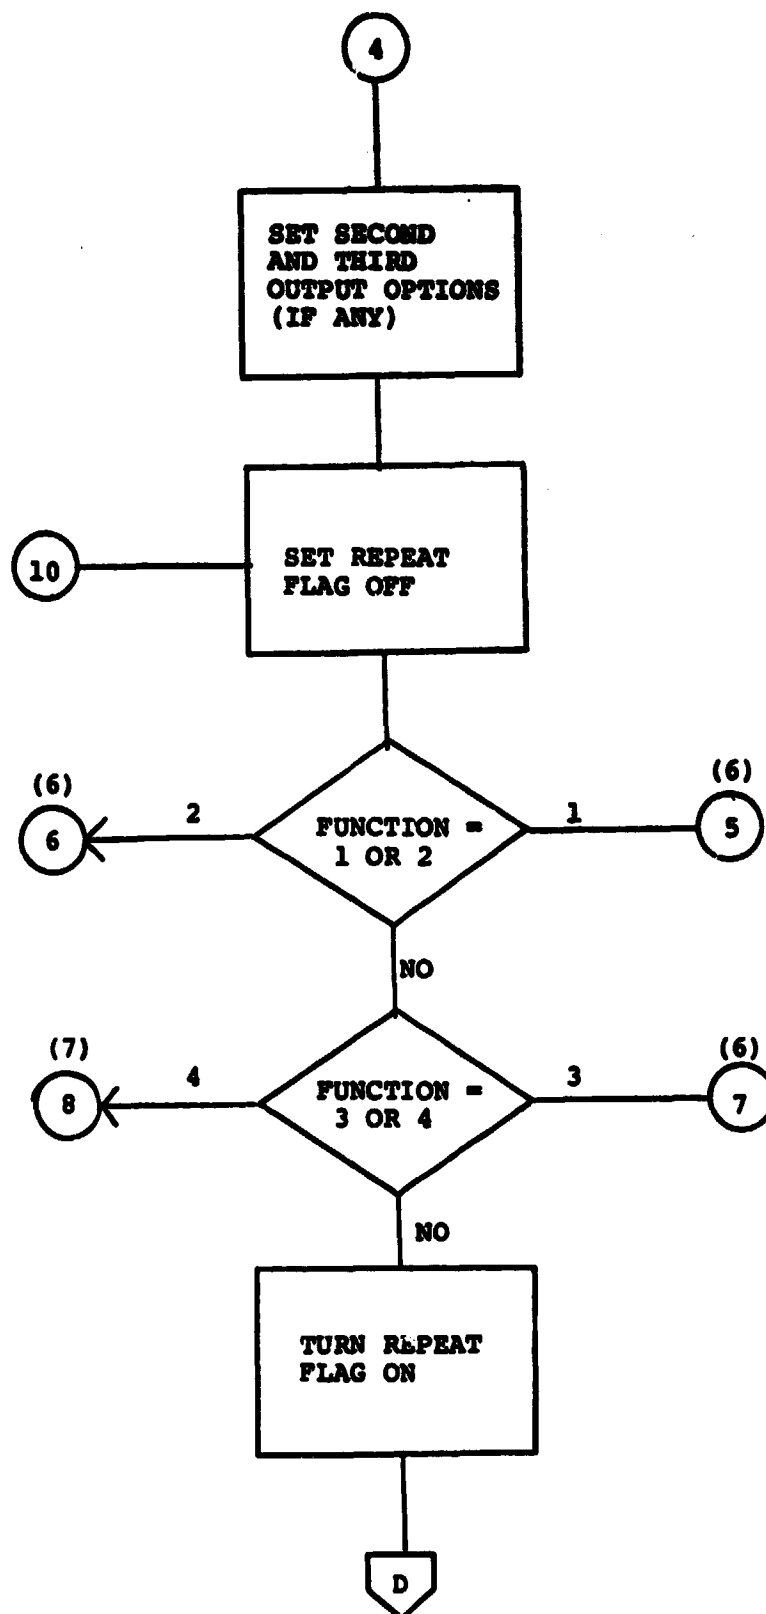 4
SET SECOND
AND THIRD
OUTPUT OPTIONS
(IF ANY)
10
SET REPEAT
FLAG OFF
(6)
6
2
FUNCTION =
1 OR 2
1
(6)
5
NO
(7)
8
4
FUNCTION =
3 OR 4
3
(6)
7
NO
TURN REPEAT
FLAG ON
D